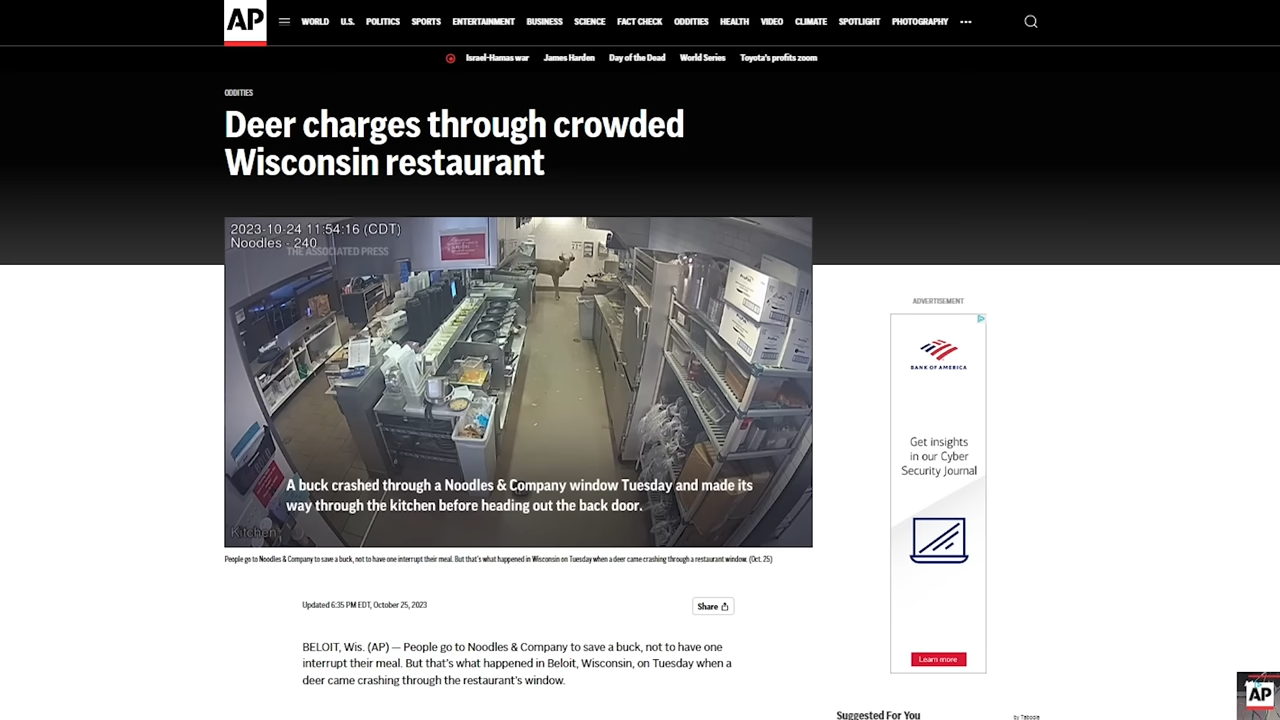 AP
WORLD U.S. POLITICS SPORTS ENTERTAINMENT BUSINESS SCIENCE FACT CHECK ODDITIES HEALTH VIDEO CLIMATE SPOTLIGHT PHOTOGRAPHY
Israel-Hamas war James Harden Day of the Dead World Series Toyota's profits zoom
ODDITIES
Deer charges through crowded
Wisconsin restaurant
2023-10-24 11:54:16 (CDT)
Noodles - 240
THE ASSOCIATED PRESS
A buck crashed through a Noodles & Company window Tuesday and made its
way through the kitchen before heading out the back door.
Kitchen
People go to Noodles & Company to save a buck, not to have one interrupt their meal. But that's what happened in Wisconsin on Tuesday when a deer came crashing through a restaurant window. (Oct. 25)
Updated 6:35 PM EDT, October 25, 2023
Share
BELOIT, Wis. (AP) — People go to Noodles & Company to save a buck, not to have one
interrupt their meal. But that's what happened in Beloit, Wisconsin, on Tuesday when a
deer came crashing through the restaurant's window.
ADVERTISEMENT
BANK OF AMERICA
Get insights
in our Cyber
Security Journal
Learn more
Suggested For You
by Taboola
AP